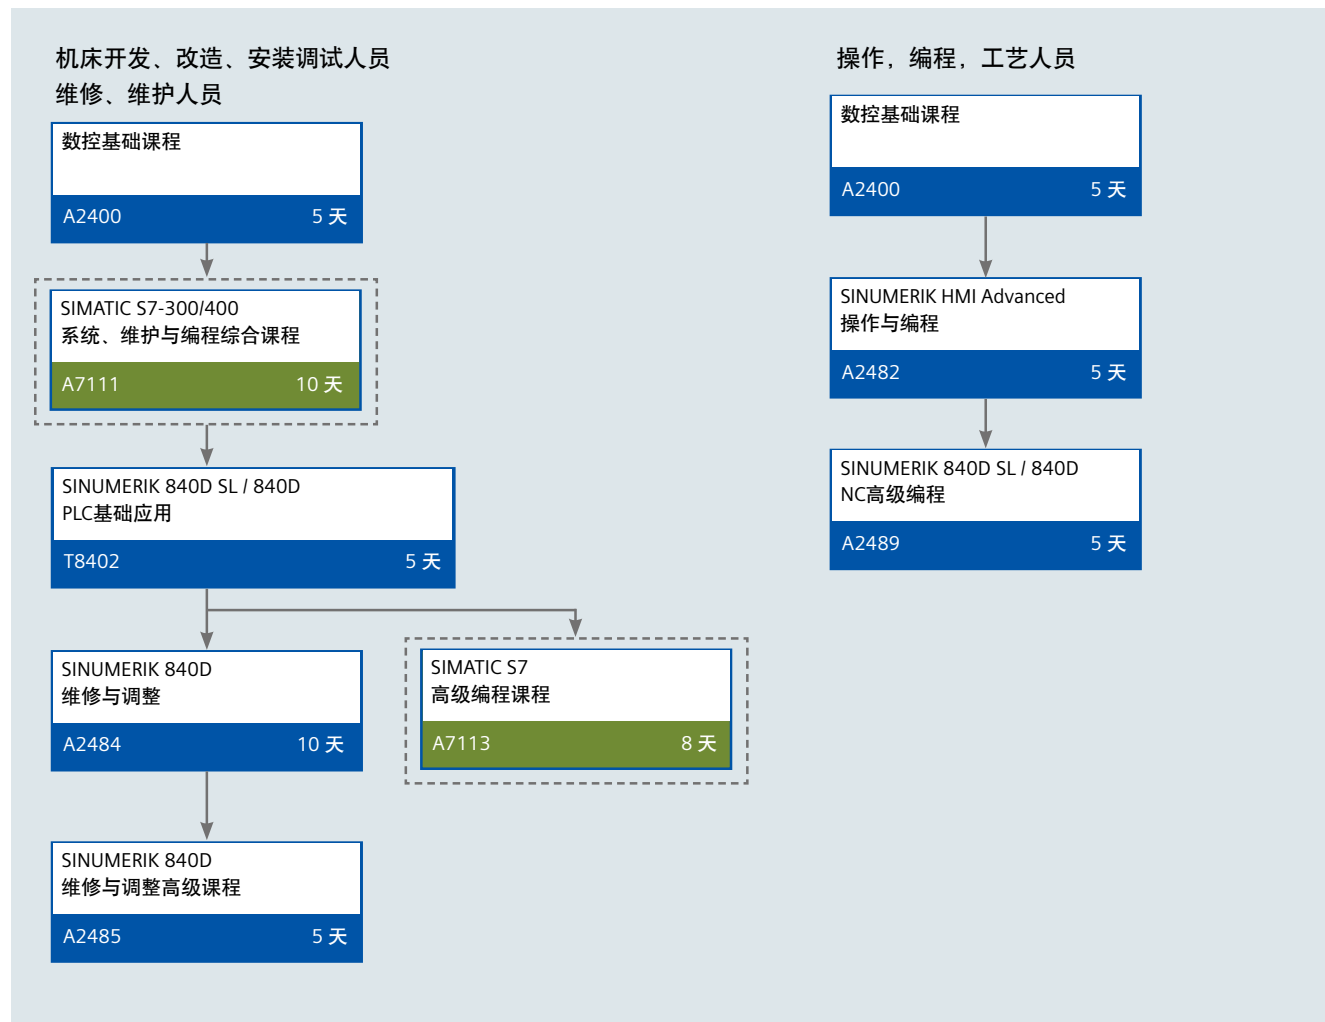 机床开发、改造、安装调试人员
维修、维护人员
数控基础课程
A2400 5 天
SIMATIC S7-300/400
系统、维护与编程综合课程
A7111 10 天
SINUMERIK 840D SL / 840D
PLC基础应用
T8402 5 天
SINUMERIK 840D
维修与调整
A2484 10 天
SIMATIC S7
高级编程课程
A7113 8 天
SINUMERIK 840D
维修与调整高级课程
A2485 5 天
操作，编程，工艺人员
数控基础课程
A2400 5 天
SINUMERIK HMI Advanced
操作与编程
A2482 5 天
SINUMERIK 840D SL / 840D
NC高级编程
A2489 5 天